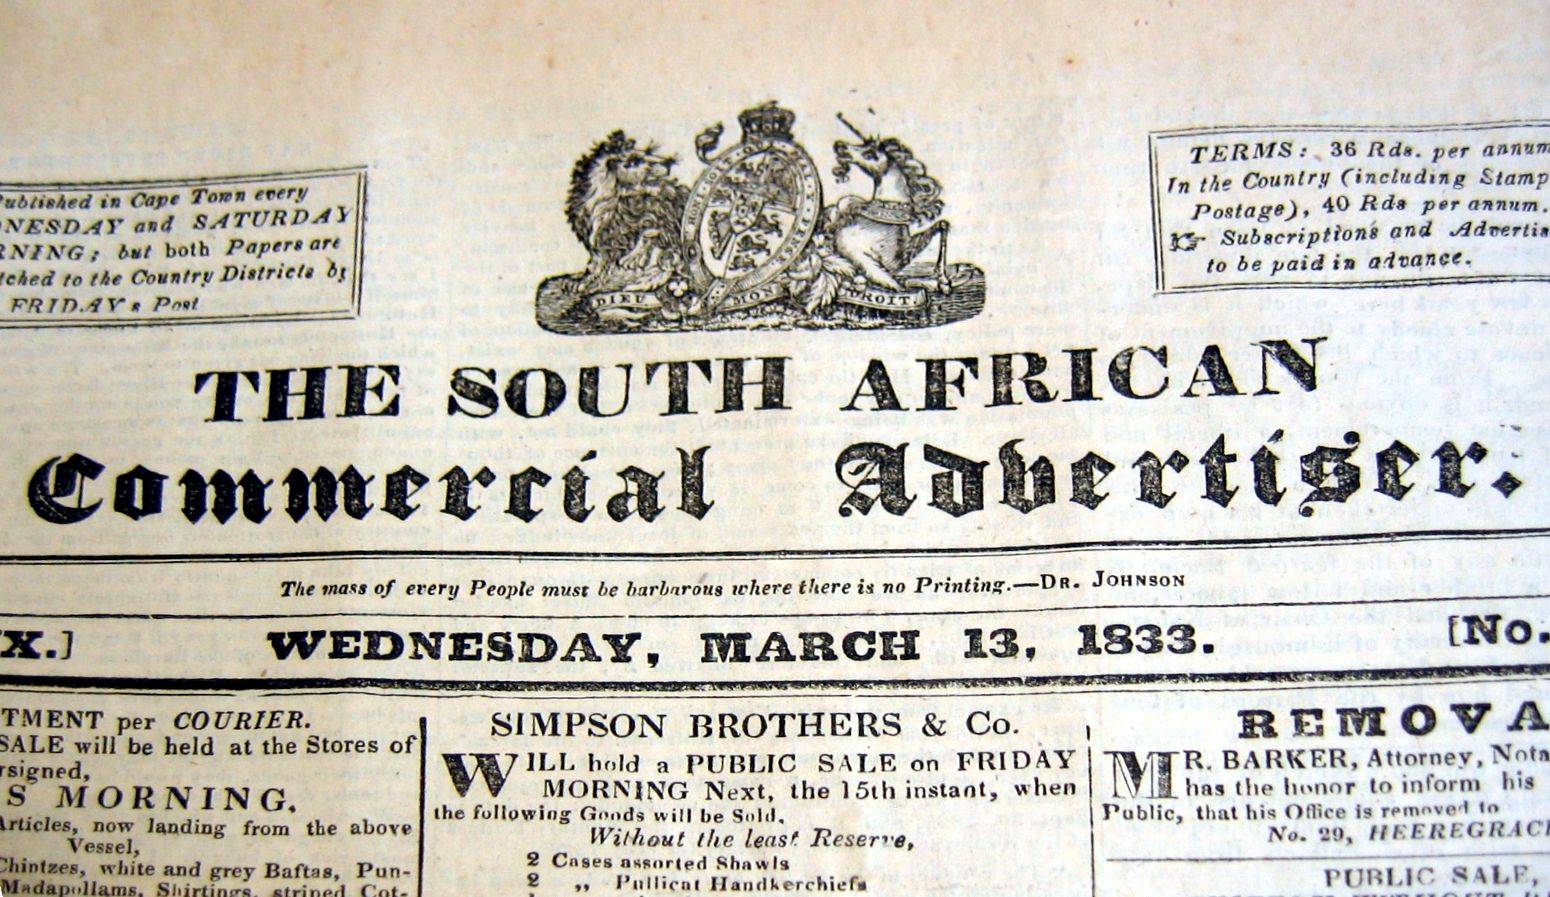 Published in Cape Town every
WEDNESDAY and SATURDAY
MORNING; but both Papers are
to the Country Districts by
FRIDAY's Post
DIEU ET MON DROIT
TERMS: 36 Rds. per annum
In the Country (including Stamp
Postage), 40 Rds per annum.
☞ Subscriptions and Advertis
to be paid in advance.
THE SOUTH AFRICAN
Commercial Advertiser.
The mass of every People must be barbarous where there is no Printing.—DR. JOHNSON
X.] WEDNESDAY, MARCH 13, 1833. [No.
TMENT per COURIER.
SALE will be held at the Stores of
rsigned,
S MORNING,
Articles, now landing from the above
Vessel,
Chintzes, white and grey Baftas, Pun-
Madapollams, Shirtings, striped Cot-
SIMPSON BROTHERS & Co.
WILL hold a PUBLIC SALE on FRIDAY
MORNING Next, the 15th instant, when
the following Goods will be Sold,
Without the least Reserve,
2 Cases assorted Shawls
2 „ Pullicat Handkerchiefs
REMOVA
MR. BARKER, Attorney, Nota
has the honor to inform his
Public, that his Office is removed to
No. 29, HEEREGRACH
PUBLIC SALE,